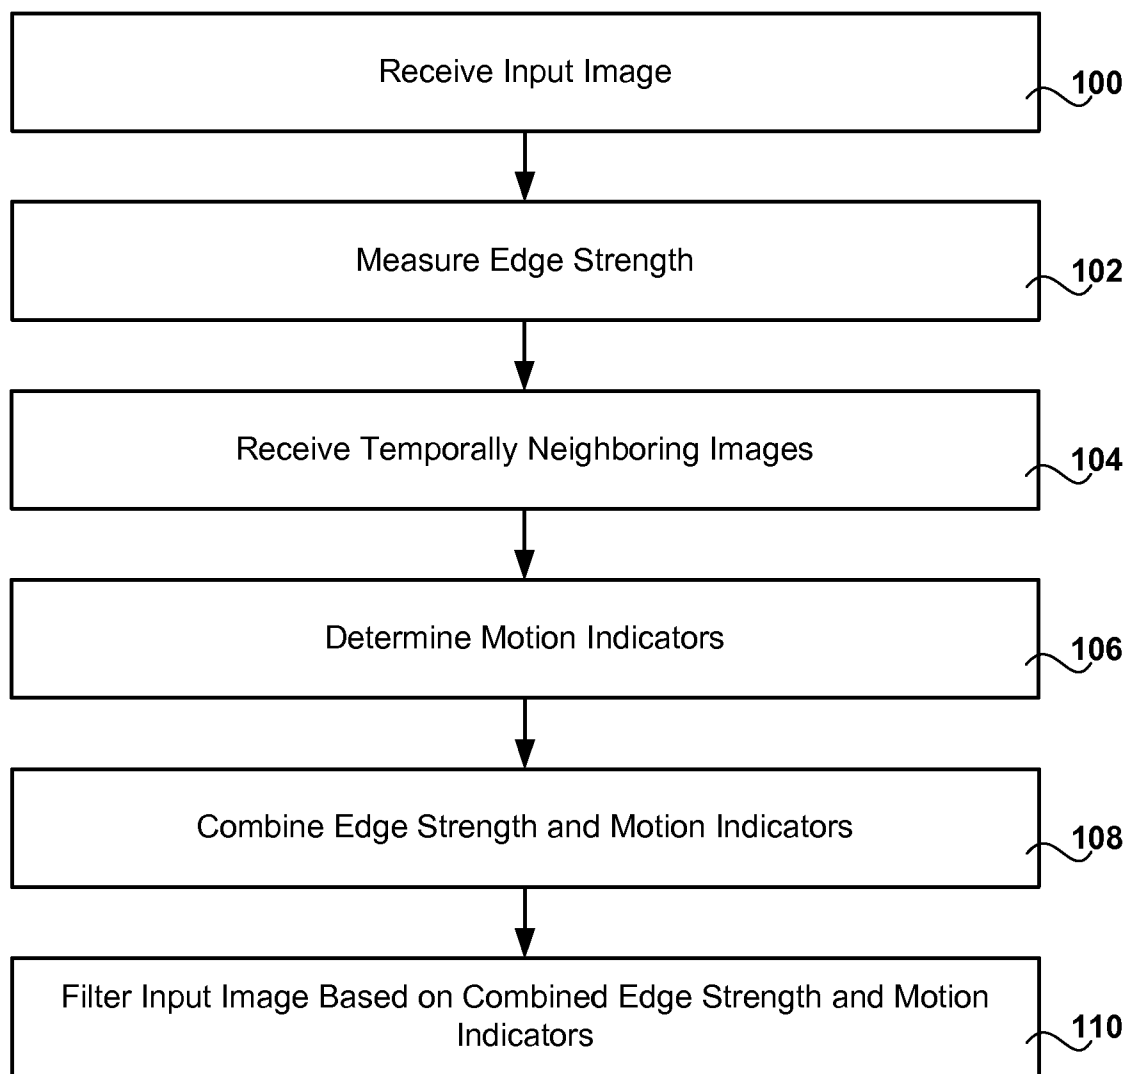 Receive Input Image
100
Measure Edge Strength
102
Receive Temporally Neighboring Images
104
Determine Motion Indicators
106
Combine Edge Strength and Motion Indicators
108
Filter Input Image Based on Combined Edge Strength and Motion
Indicators
110